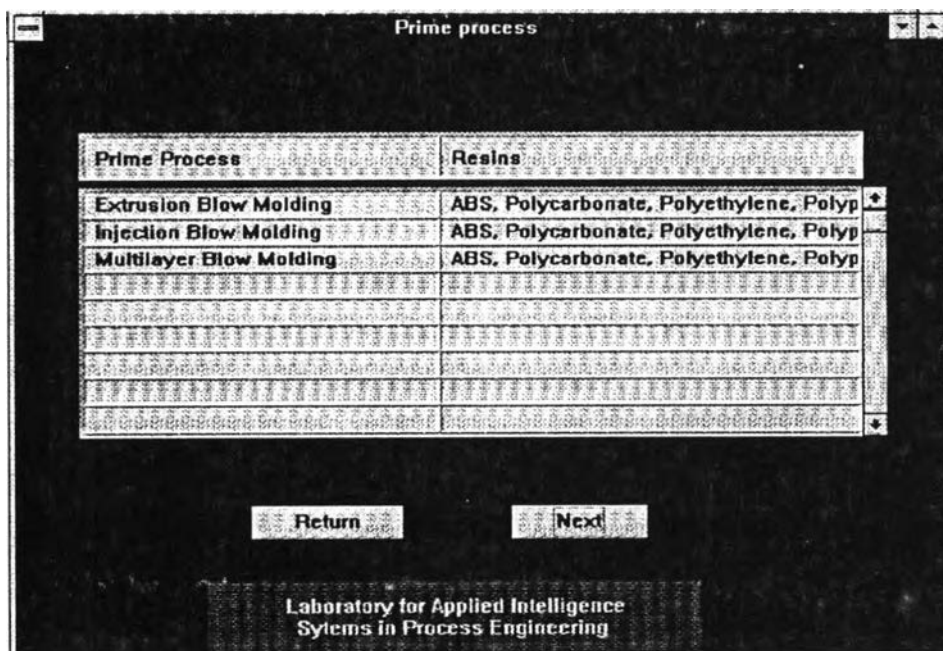 Prime process
Prime Process Resins
Extrusion Blow Molding ABS, Polycarbonate, Polyethylene, Polyp
Injection Blow Molding ABS, Polycarbonate, Polyethylene, Polyp
Multilayer Blow Molding ABS, Polycarbonate, Polyethylene, Polyp
Return Next
Laboratory for Applied Intelligence
Sytems in Process Engineering